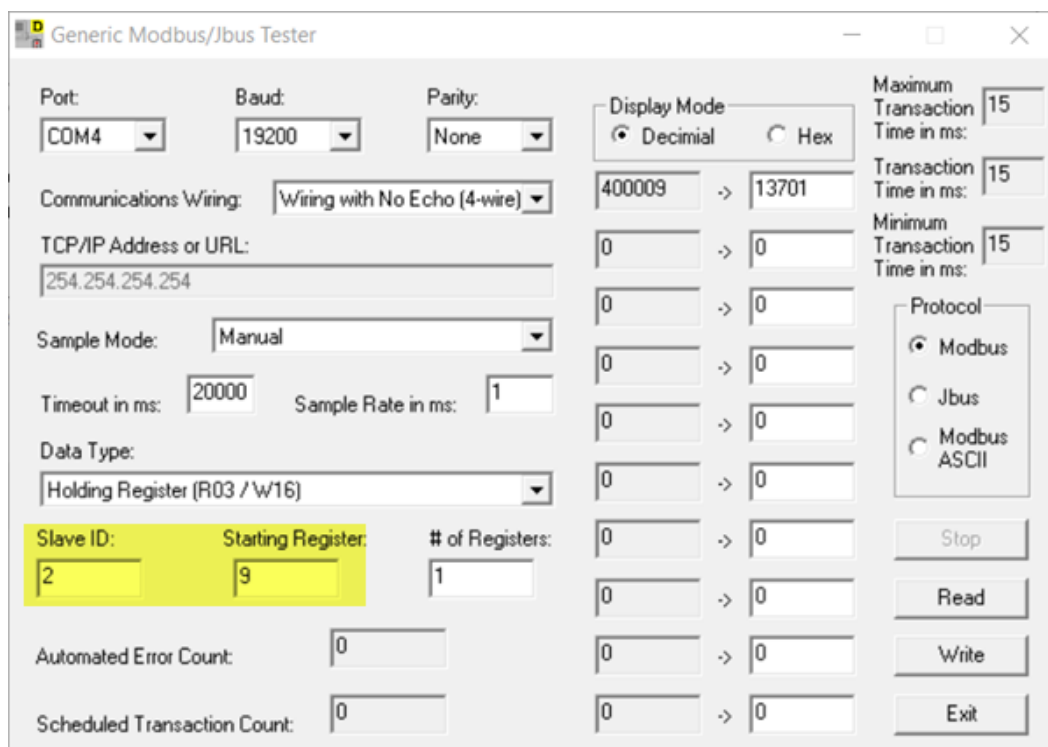 Generic Modbus/Jbus Tester
Port: Baud: Parity:
COM4 19200 None
Communications Wiring: Wiring with No Echo (4-wire)
TCP/IP Address or URL:
254.254.254.254
Sample Mode: Manual
Timeout in ms: 20000 Sample Rate in ms: 1
Data Type:
Holding Register (R03 / W16)
Slave ID: Starting Register: # of Registers:
2 9 1
Automated Error Count: 0
Scheduled Transaction Count: 0
Display Mode
Decimial Hex
400009 -> 13701
0 -> 0
0 -> 0
0 -> 0
0 -> 0
0 -> 0
0 -> 0
0 -> 0
0 -> 0
0 -> 0
Maximum
Transaction
Time in ms: 15
Transaction
Time in ms: 15
Minimum
Transaction
Time in ms: 15
Protocol
Modbus
Jbus
Modbus
ASCII
Stop
Read
Write
Exit